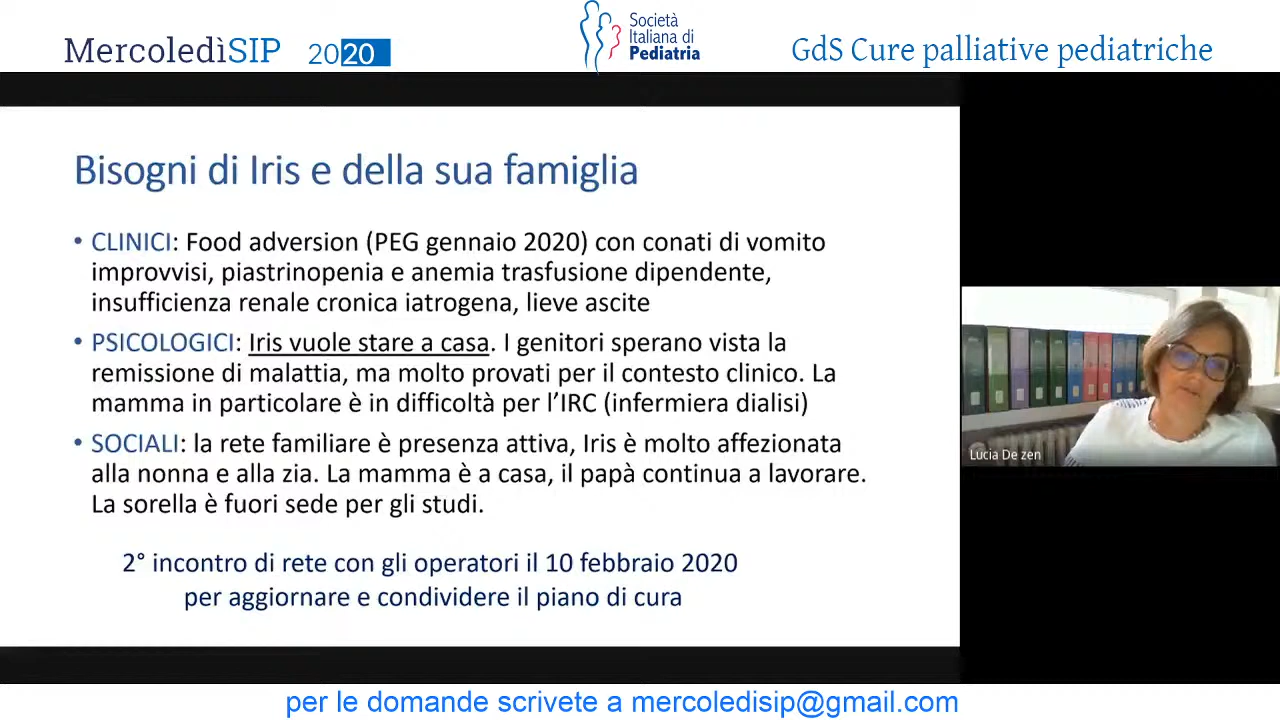 MercoledìSIP 2020
Società
Italiana di
Pediatria
GdS Cure palliative pediatriche
Bisogni di Iris e della sua famiglia
• CLINICI: Food adversion (PEG gennaio 2020) con conati di vomito
improvvisi, piastrinopenia e anemia trasfusione dipendente,
insufficienza renale cronica iatrogena, lieve ascite
• PSICOLOGICI: Iris vuole stare a casa. I genitori sperano vista la
remissione di malattia, ma molto provati per il contesto clinico. La
mamma in particolare è in difficoltà per l’IRC (infermiera dialisi)
• SOCIALI: la rete familiare è presenza attiva, Iris è molto affezionata
alla nonna e alla zia. La mamma è a casa, il papà continua a lavorare.
La sorella è fuori sede per gli studi.
2° incontro di rete con gli operatori il 10 febbraio 2020
per aggiornare e condividere il piano di cura
Lucia De zen
per le domande scrivete a mercoledisip@gmail.com